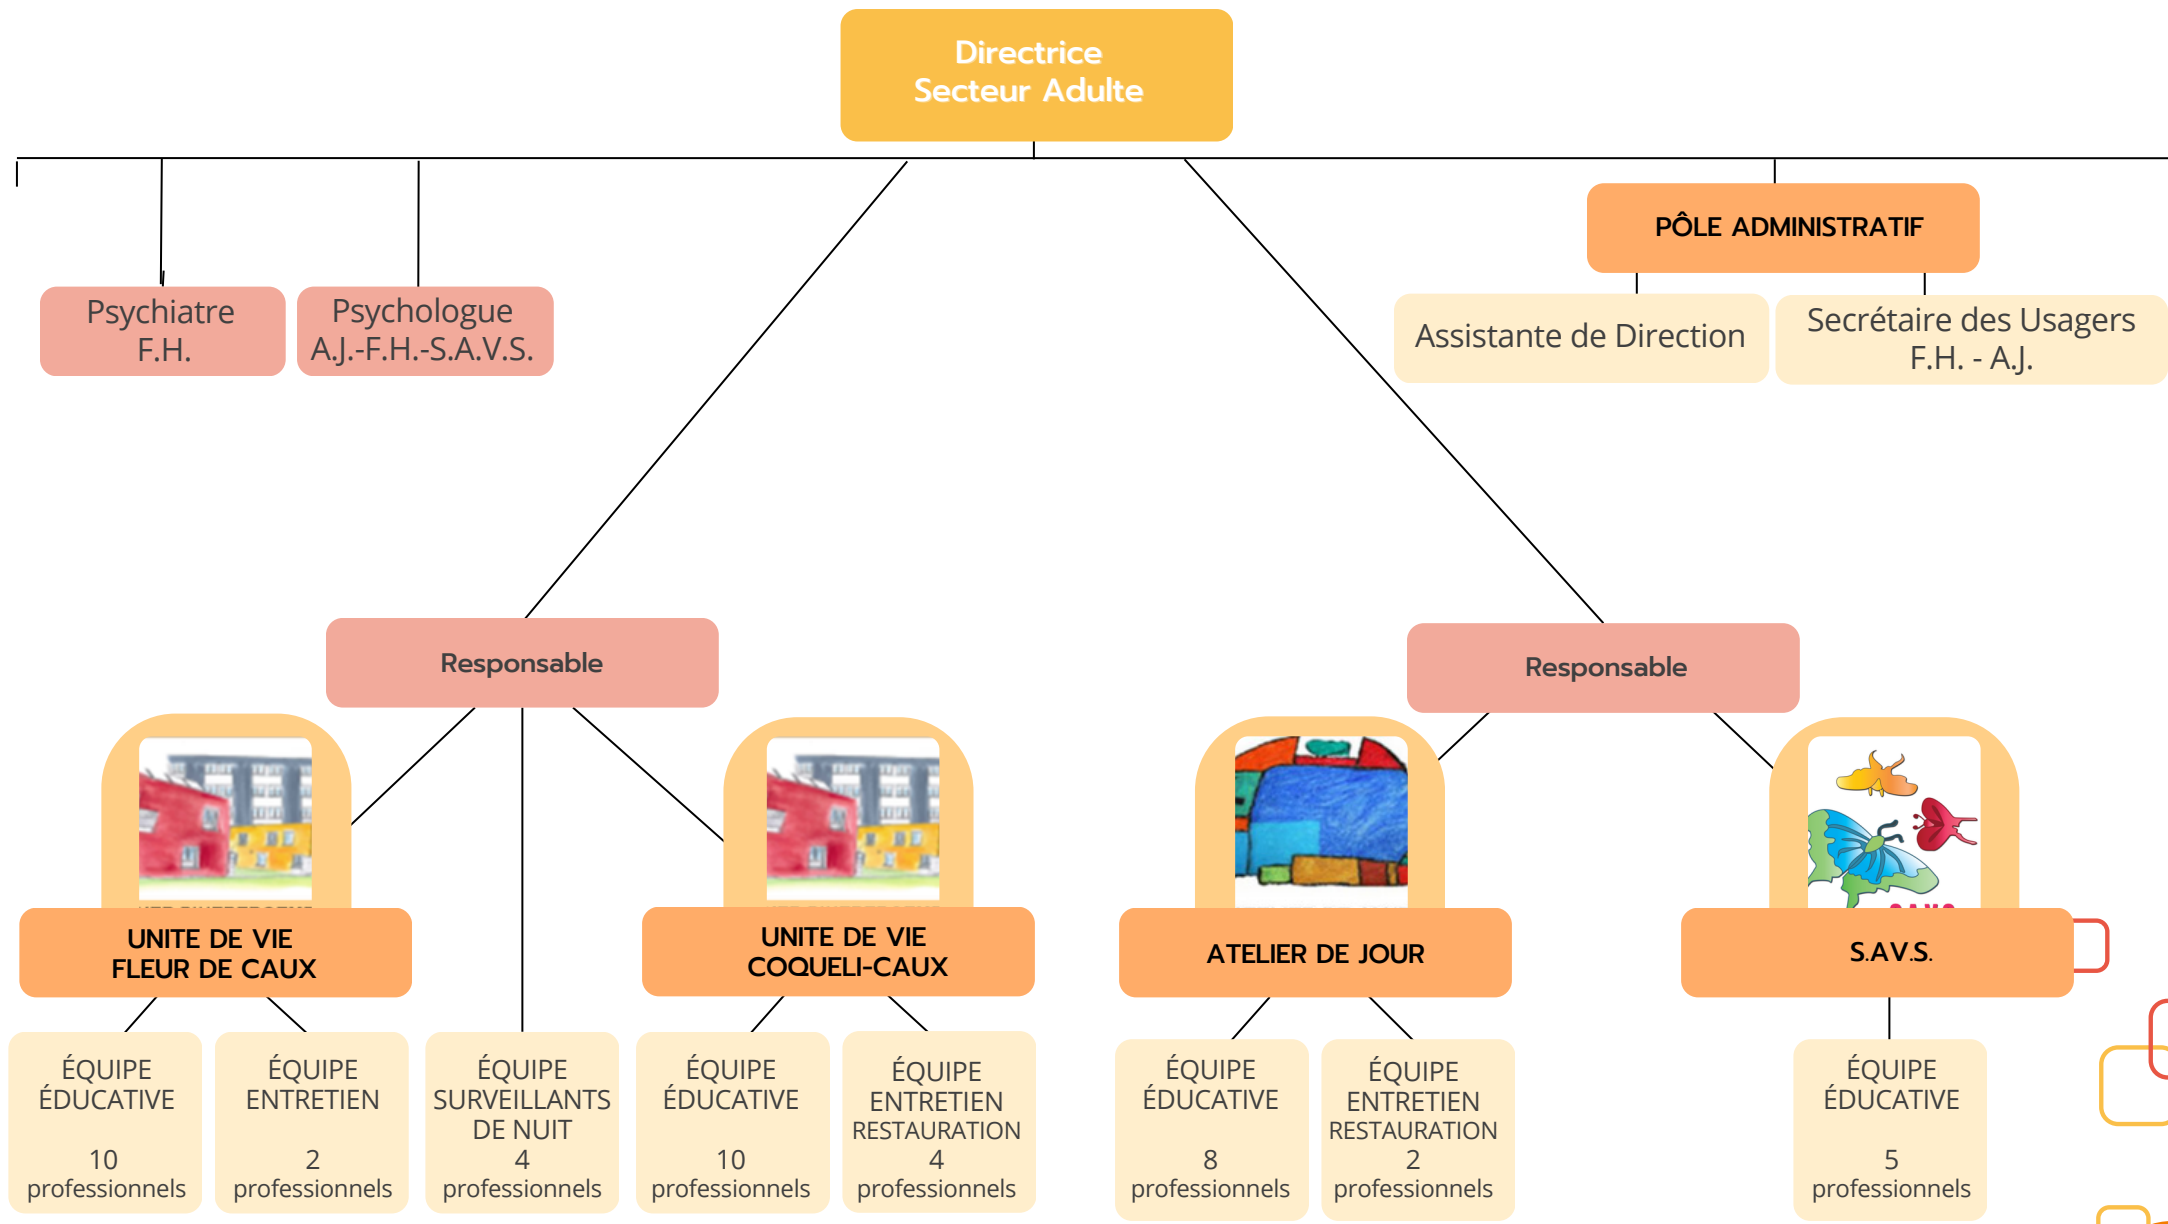 Directrice
Secteur Adulte
PÔLE ADMINISTRATIF
Psychiatre
F.H.
Psychologue
A.J.-F.H.-S.A.V.S.
Assistante de Direction
Secrétaire des Usagers
F.H. - A.J.
Responsable
Responsable
UNITE DE VIE
FLEUR DE CAUX
UNITE DE VIE
COQUELI-CAUX
ATELIER DE JOUR
S.A.V.S.
ÉQUIPE
ÉDUCATIVE
10
professionnels
ÉQUIPE
ENTRETIEN
2
professionnels
ÉQUIPE
SURVEILLANTS
DE NUIT
4
professionnels
ÉQUIPE
ÉDUCATIVE
10
professionnels
ÉQUIPE
ENTRETIEN
RESTAURATION
4
professionnels
ÉQUIPE
ÉDUCATIVE
8
professionnels
ÉQUIPE
ENTRETIEN
RESTAURATION
2
professionnels
ÉQUIPE
ÉDUCATIVE
5
professionnels